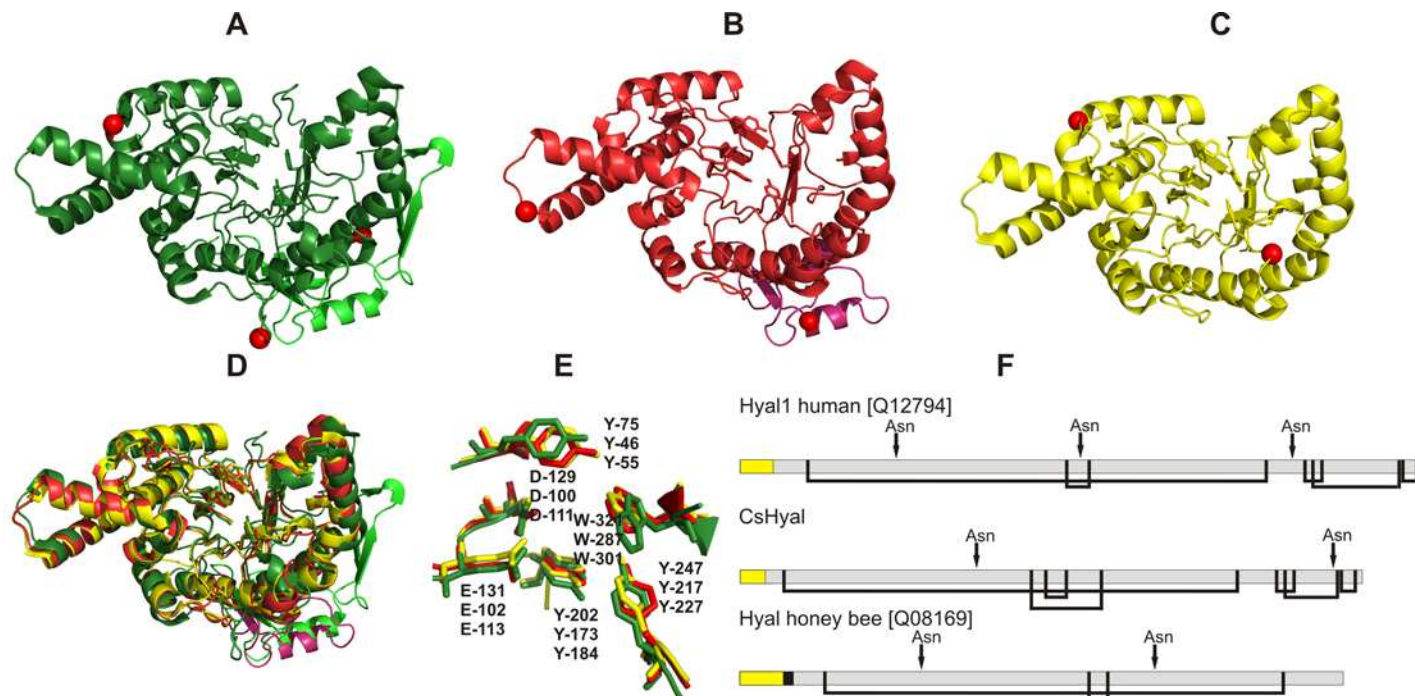 A
B
C
D
E
F
Y-75
Y-46
Y-55
D-129
D-100
D-111
W-321
W-287
W-301
E-131
E-102
E-113
Y-202
Y-173
Y-184
Y-247
Y-217
Y-227
Hyal1 human [Q12794]
Asn Asn Asn
CsHyal
Asn Asn
Hyal honey bee [Q08169]
Asn Asn